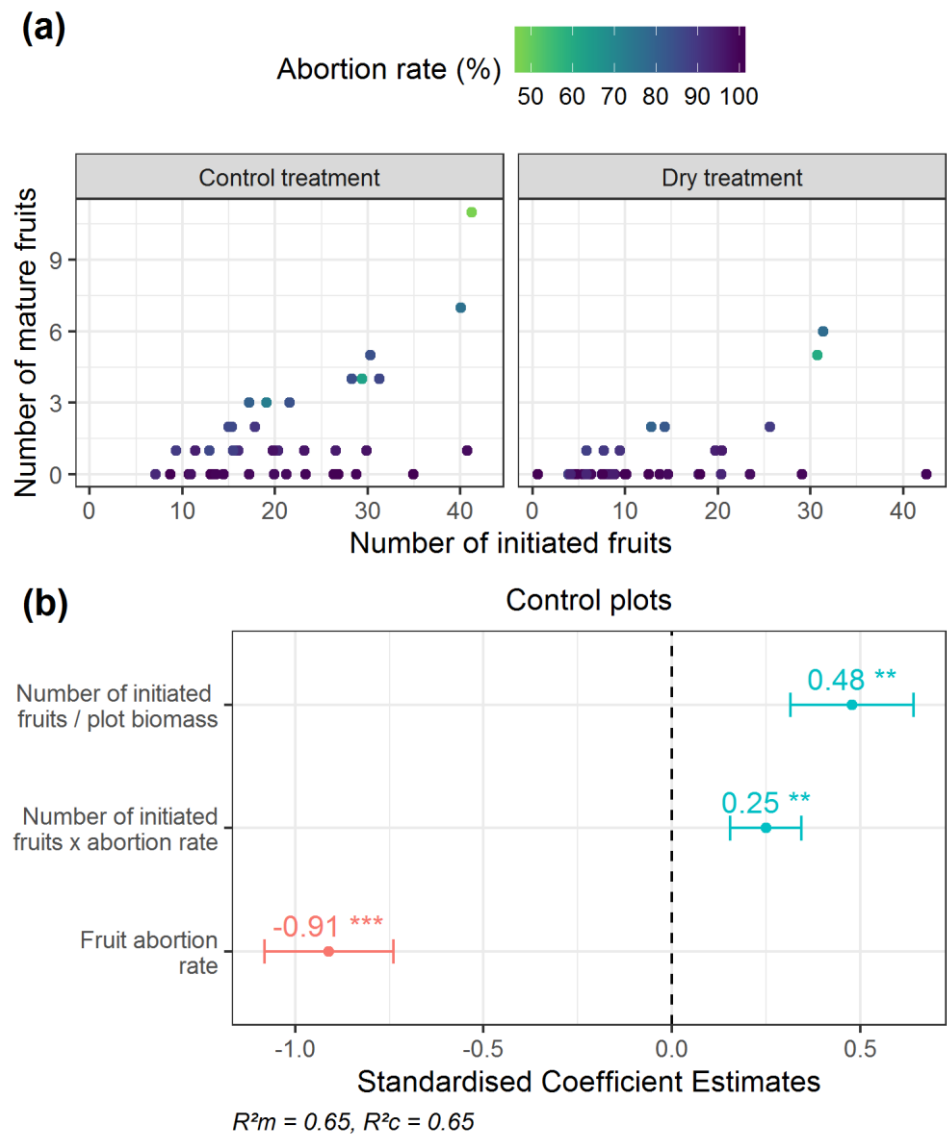 (a)
Abortion rate (%)
50 60 70 80 90 100
Control treatment
Dry treatment
Number of mature fruits
9
6
3
0
0 10 20 30 40
0 10 20 30 40
Number of initiated fruits
(b)
Control plots
Number of initiated
fruits / plot biomass
0.48 **
Number of initiated
fruits x abortion rate
0.25 **
Fruit abortion
rate
-0.91 ***
-1.0 -0.5 0.0 0.5
Standardised Coefficient Estimates
R²m = 0.65, R²c = 0.65